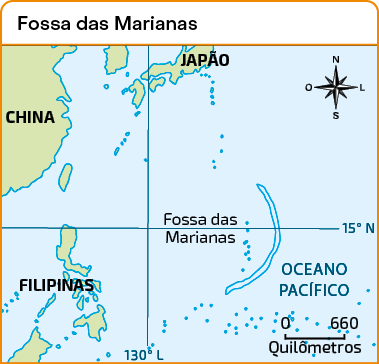 Fossa das Marianas
JAPÃO
N
O
L
S
CHINA
Fossa das
Marianas
15° N
FILIPINAS
OCEANO
PACÍFICO
0 660
Quilômetros
130° L